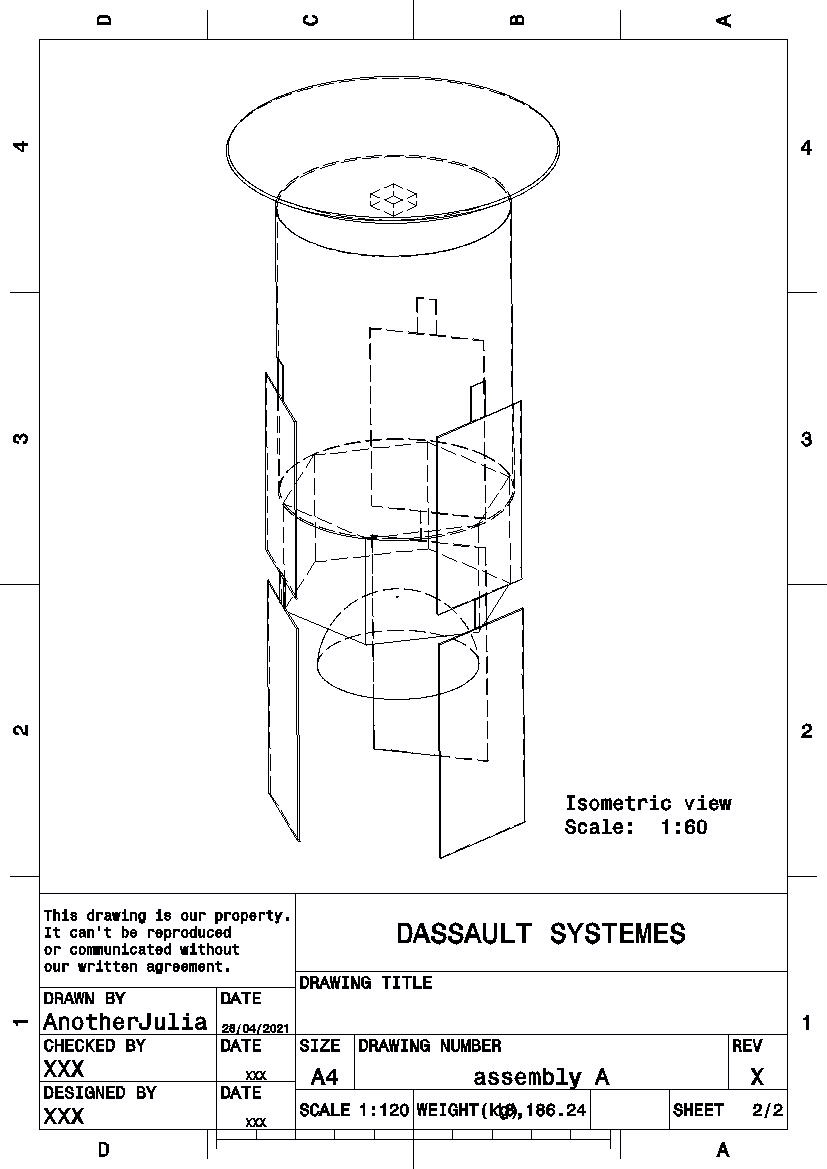 D C B A
4 4
3 3
2 2
Isometric view
Scale: 1:60
This drawing is our property.
It can't be reproduced
or communicated without
our written agreement.
DASSAULT SYSTEMES
DRAWING TITLE
DRAWN BY DATE
AnotherJulia 28/04/2021
1 1
CHECKED BY DATE
XXX XXX
SIZE DRAWING NUMBER REV
A4 assembly A X
DESIGNED BY DATE
XXX XXX
SCALE 1:120 WEIGHT(kg) 186.24 SHEET 2/2
D A